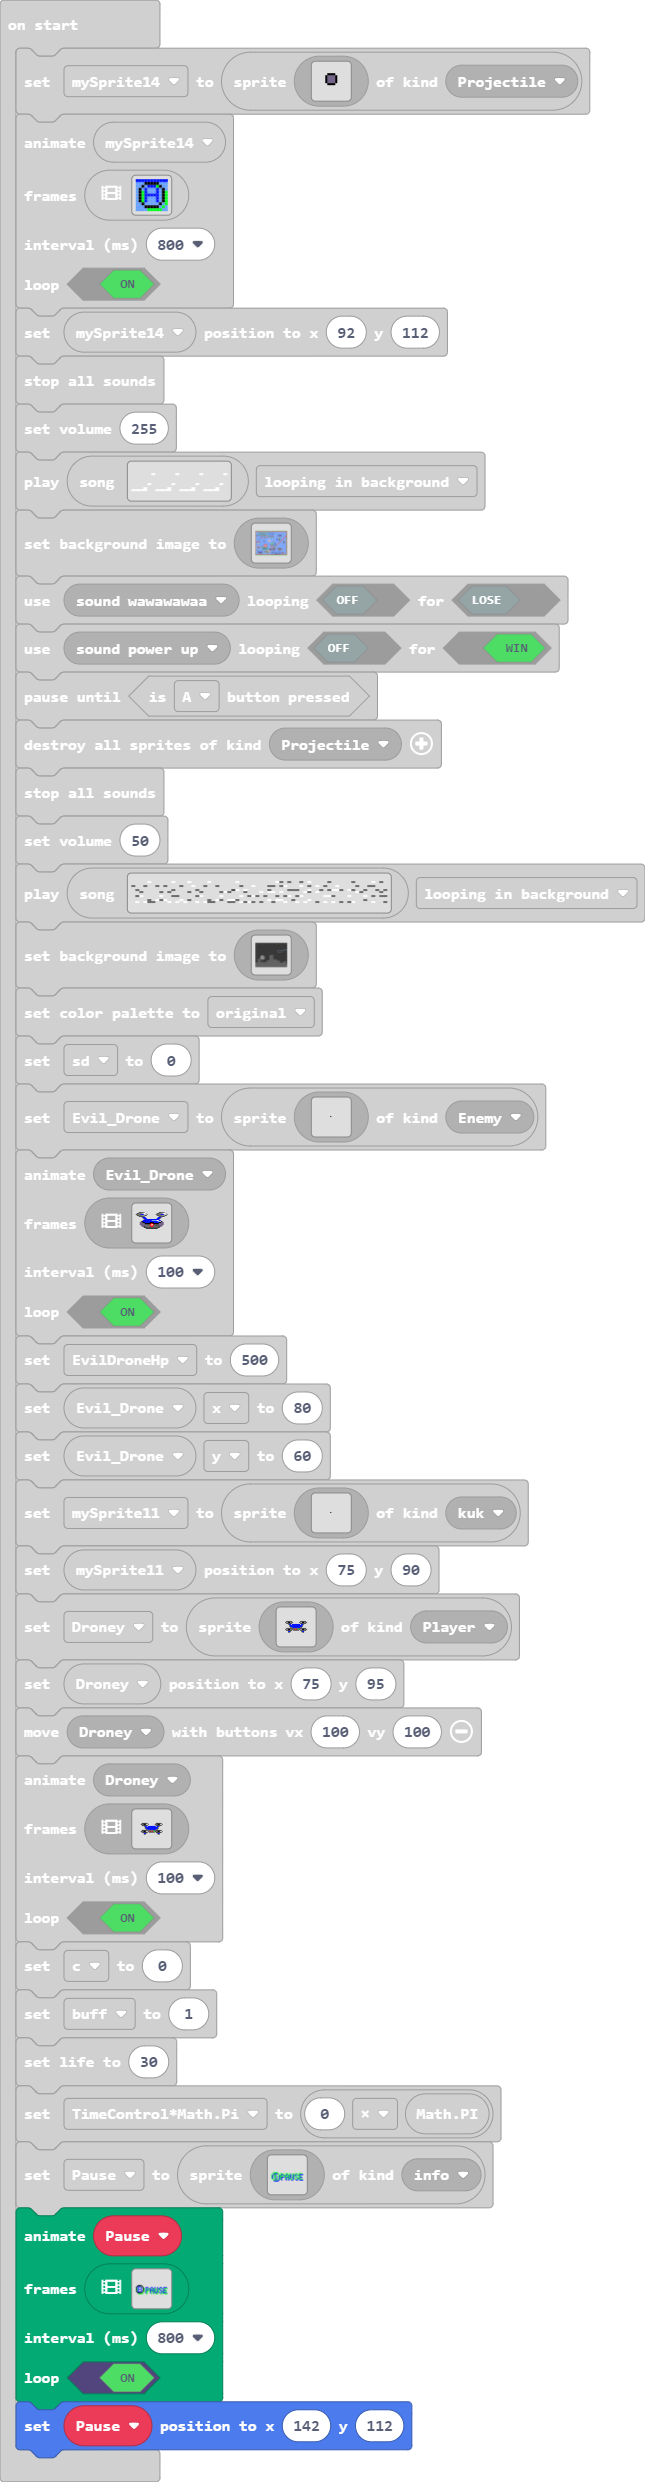 on start
set mySprite14 to sprite of kind Projectile
animate mySprite14
frames
interval (ms) 800
loop ON
set mySprite14 position to x 92 y 112
stop all sounds
set volume 255
play song looping in background
set background image to
use sound wawawawaa looping OFF for LOSE
use sound power up looping OFF for WIN
pause until is A button pressed
destroy all sprites of kind Projectile
stop all sounds
set volume 50
play song looping in background
set background image to
set color palette to original
set sd to 0
set Evil_Drone to sprite of kind Enemy
animate Evil_Drone
frames
interval (ms) 100
loop ON
set EvilDroneHp to 500
set Evil_Drone x to 80
set Evil_Drone y to 60
set mySprite11 to sprite of kind kuk
set mySprite11 position to x 75 y 90
set Droney to sprite of kind Player
set Droney position to x 75 y 95
move Droney with buttons vx 100 vy 100
animate Droney
frames
interval (ms) 100
loop ON
set c to 0
set buff to 1
set life to 30
set TimeControl*Math.Pi to 0 × Math.PI
set Pause to sprite PAUSE of kind info
animate Pause
frames PAUSE
interval (ms) 800
loop ON
set Pause position to x 142 y 112